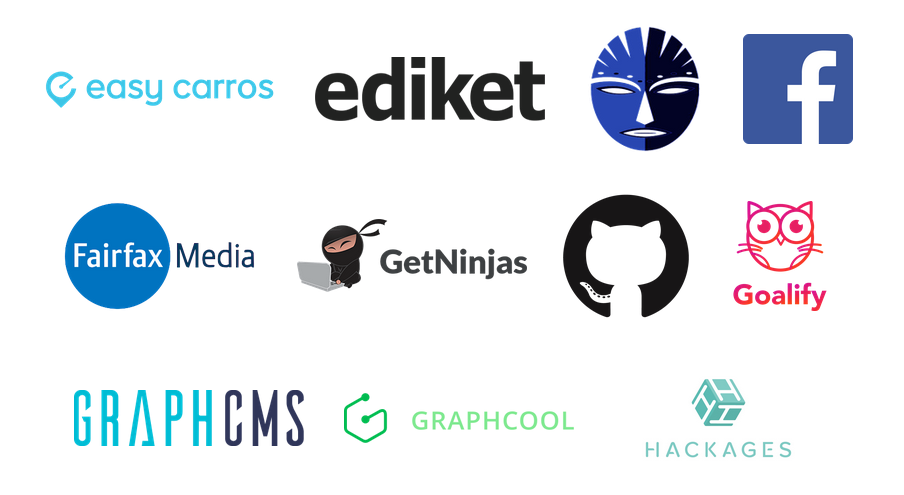 easy carros
ediket
f
Fairfax Media
GetNinjas
Goalify
GRAPHCMS
GRAPHCOOL
HACKAGES